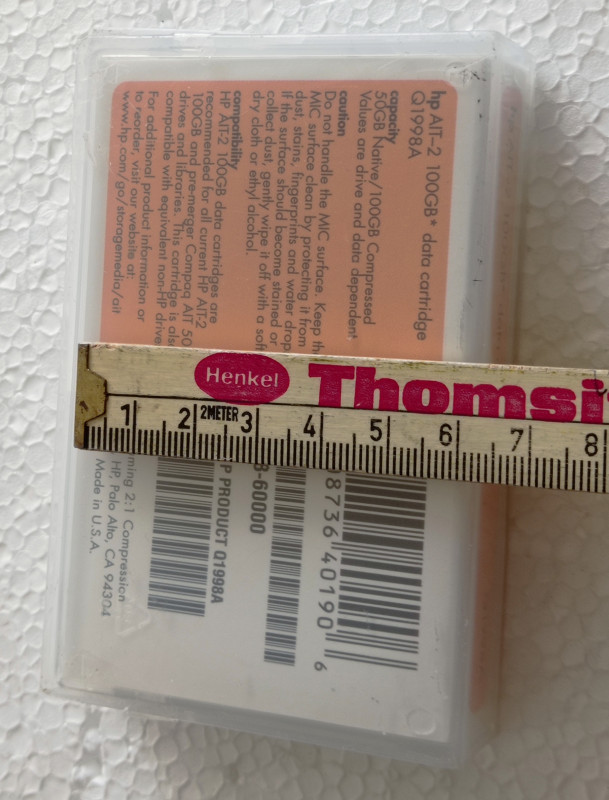 hp AIT-2 100GB* data cartridge
Q1998A
capacity
50GB Native/100GB Compressed
Values are drive and data dependent
caution
Do not handle the MIC surface. Keep
MIC surface clean by protecting it from
dust, stains, fingerprints and water
If the surface should become stained or
collect dust, gently wipe it off with a
dry cloth or ethyl alcohol.
compatibility
HP AIT-2 100GB data cartridges are
recommended for all current HP AIT-2
100GB and pre-merger Compaq AIT 50
drives and libraries. This cartridge is
compatible with equivalent non-HP
For additional product information or
to reorder, visit our website at:
www.hp.com/go/storagemedia/ait
Henkel Thomsi
1 2 2METER 3 4 5 6 7 8
8736 40190 6
-60000
P PRODUCT Q1998A
ming 2:1 Compression
HP, Palo Alto, CA 94304
Made in U.S.A.